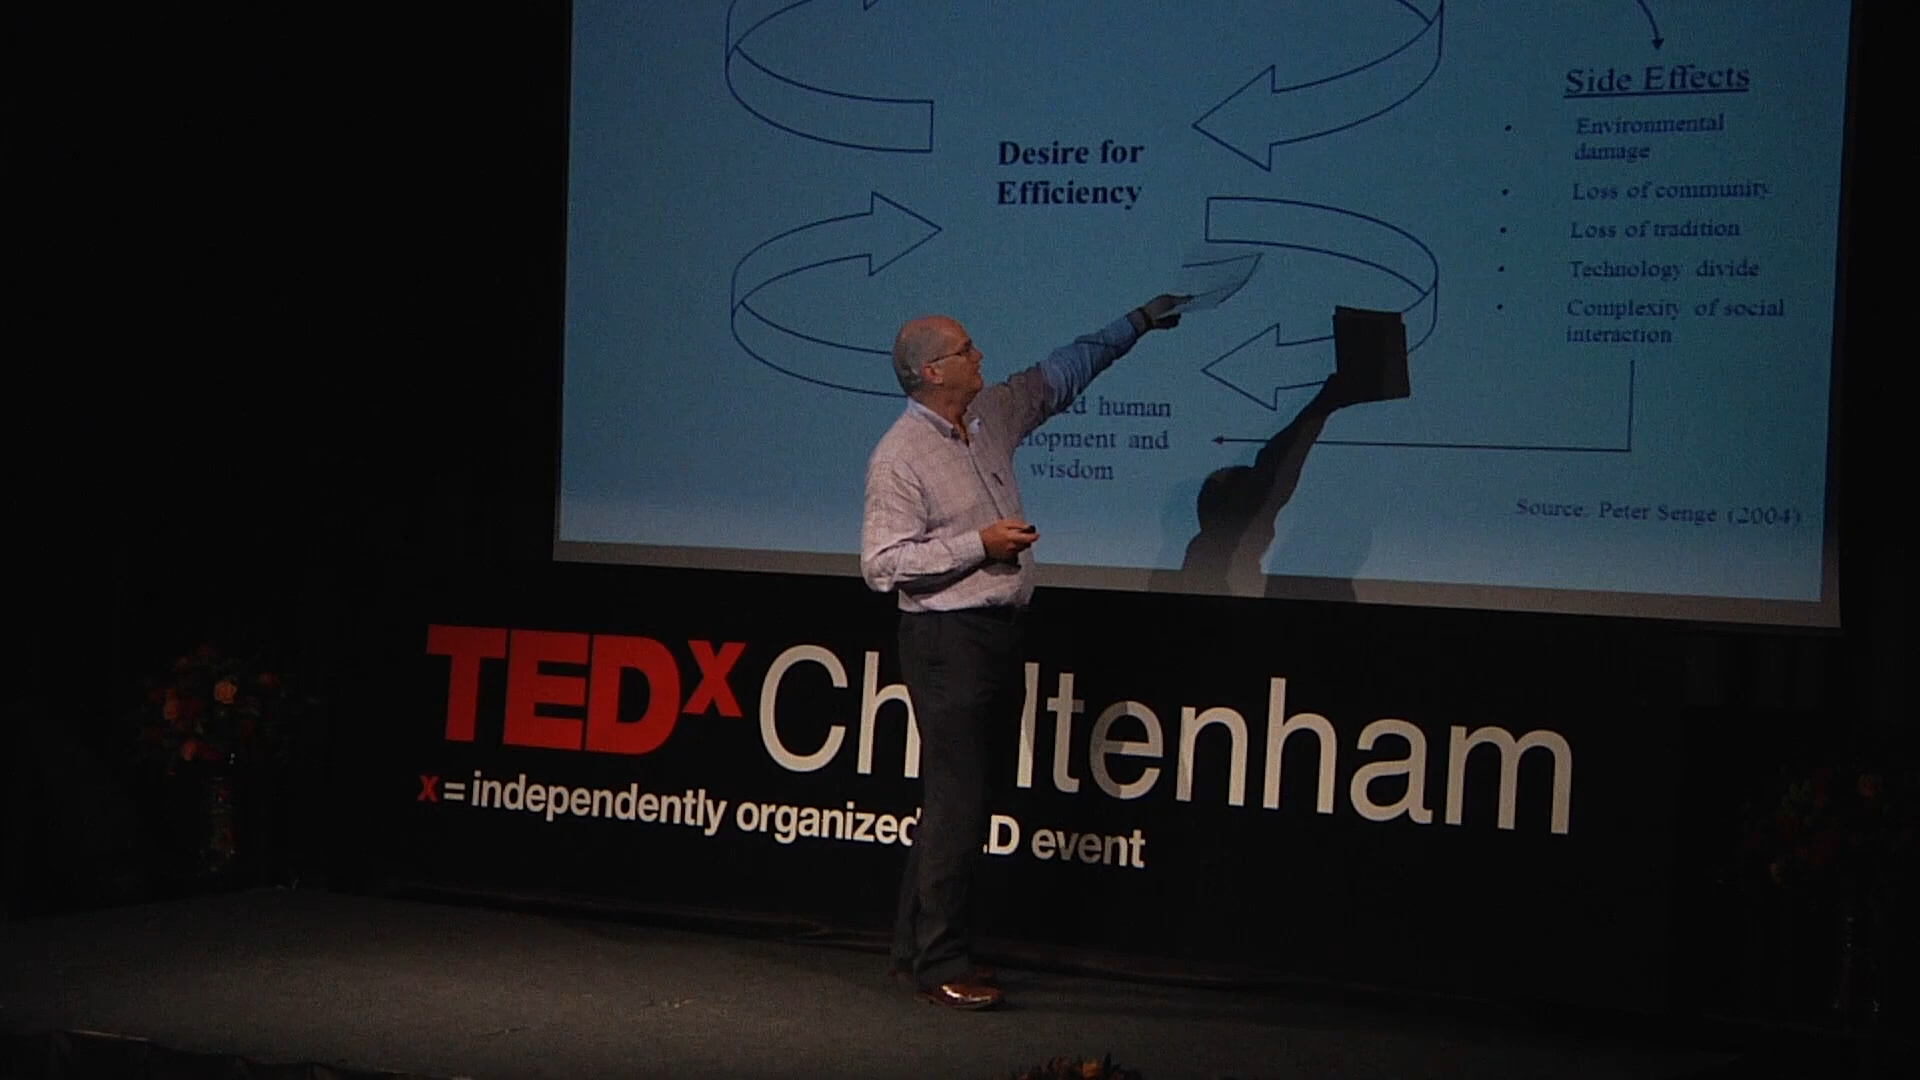 Side Effects
• Environmental
damage
• Loss of community
• Loss of tradition
• Technology divide
• Complexity of social
interaction
Desire for
Efficiency
human
and
wisdom
Source: Peter Senge (2004)
TEDx Ch ltenham
x = independently organized D event